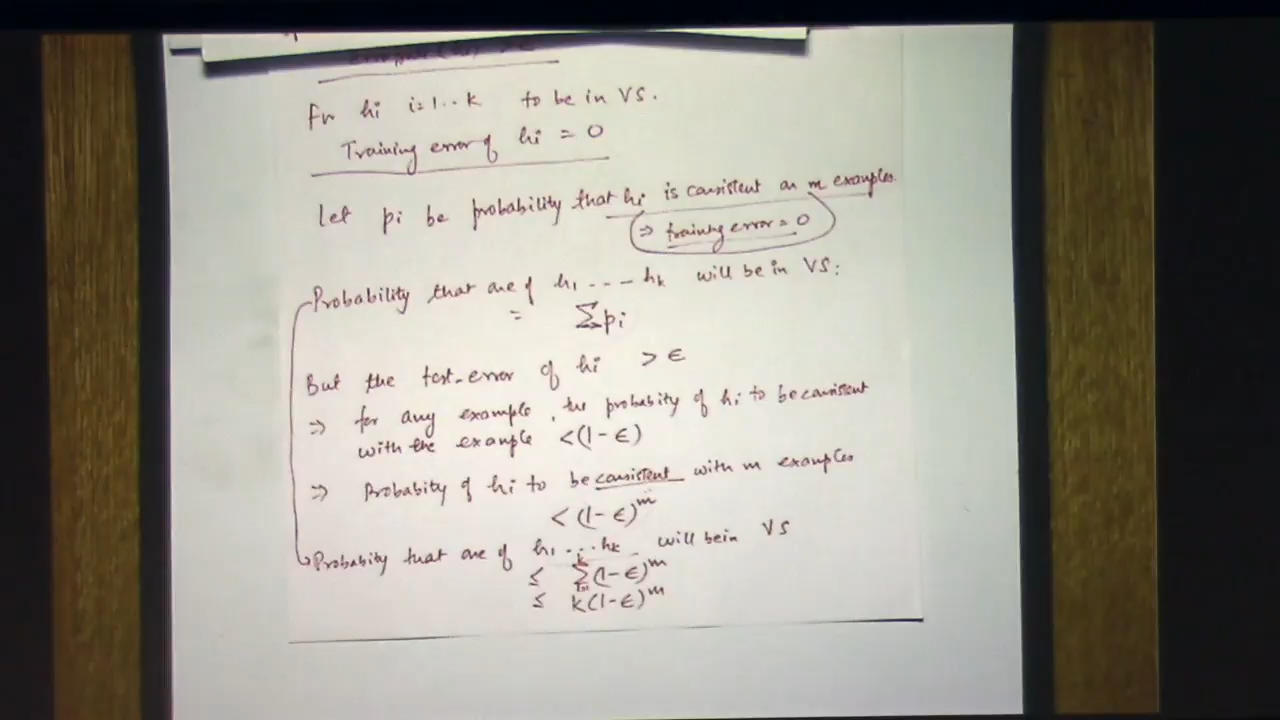 For hi i=1..k to be in VS.
Training error of hi = 0
Let pi be probability that hi is consistent on m examples.
⇒ training error = 0
Probability that one of h1 ... hk will be in VS:
= Σpi
But the test-error of hi > ϵ
⇒ for any example, the probability of hi to be consistent
with the example <(1-ϵ)
⇒ Probability of hi to be consistent with m examples
< (1-ϵ)^m
Probability that one of h1...hk will be in VS
≤ Σ_{i=1}^{k} (1-ϵ)^m
≤ k(1-ϵ)^m